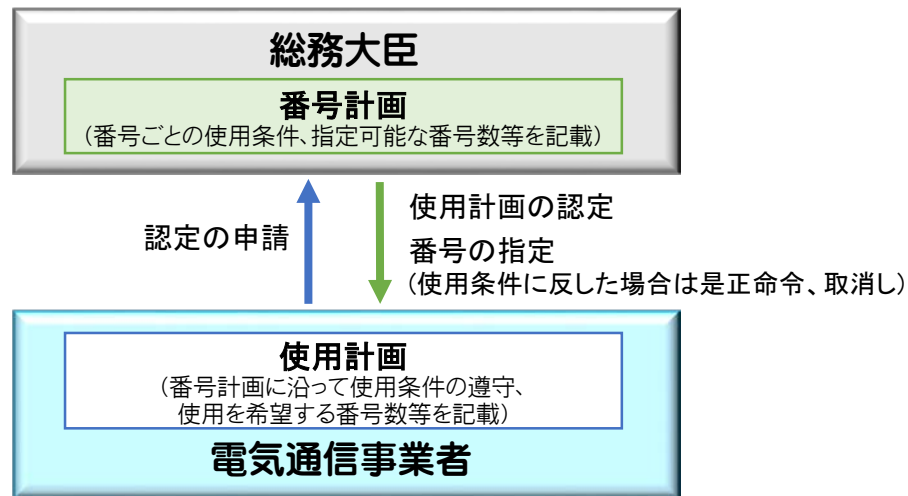 総務大臣
番号計画
(番号ごとの使用条件、指定可能な番号数等を記載)
認定の申請
使用計画の認定
番号の指定
(使用条件に反した場合は是正命令、取消し)
使用計画
(番号計画に沿って使用条件の遵守、
使用を希望する番号数等を記載)
電気通信事業者